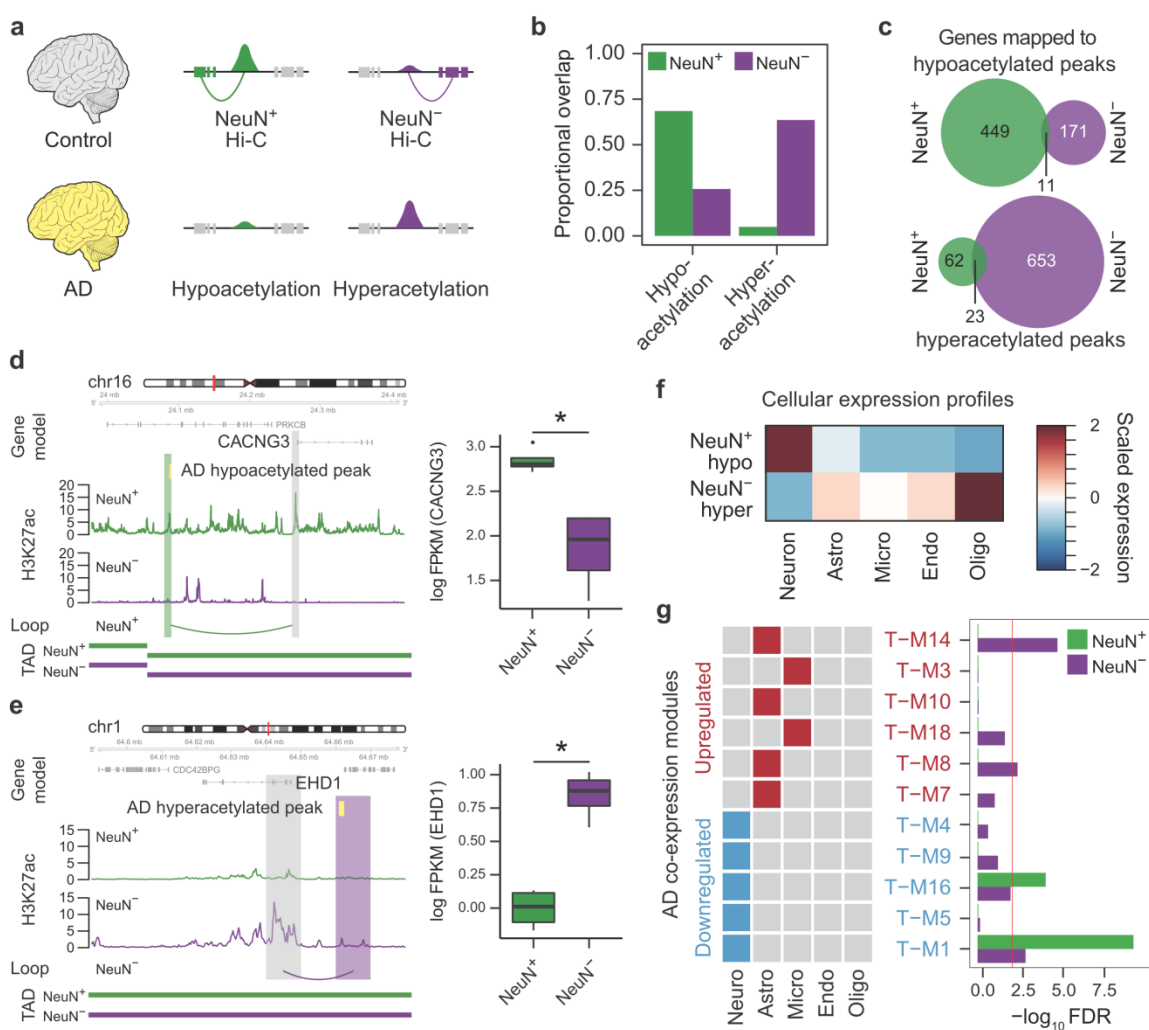 a
Control
NeuN⁺
Hi-C
NeuN⁻
Hi-C
AD
Hypoacetylation
Hyperacetylation
b
Proportional overlap
1.00
0.75
0.50
0.25
0.00
NeuN⁺
NeuN⁻
Hypo-
acetylation
Hyper-
acetylation
c
Genes mapped to
hypoacetylated peaks
NeuN⁺
449
171
NeuN⁻
11
NeuN⁺
62
653
NeuN⁻
23
hyperacetylated peaks
d
chr16
24 mb
24.1 mb
24.2 mb
24.3 mb
24.4 mb
5'
3'
Gene
model
PRKCB
CACNG3
AD hypoacetylated peak
H3K27ac
NeuN⁺
20
15
10
5
0
NeuN⁻
20
15
10
5
0
Loop
NeuN⁺
TAD
NeuN⁺
NeuN⁻
log FPKM (CACNG3)
3.0
2.5
2.0
1.5
*
NeuN⁺
NeuN⁻
e
chr1
64.6 mb
64.61 mb
64.62 mb
64.63 mb
64.64 mb
64.65 mb
64.66 mb
64.67 mb
5'
3'
Gene
model
CDC42BPG
EHD1
AD hyperacetylated peak
H3K27ac
NeuN⁺
15
10
5
0
NeuN⁻
15
10
5
0
Loop
NeuN⁻
TAD
NeuN⁺
NeuN⁻
log FPKM (EHD1)
1.00
0.75
0.50
0.25
0.00
*
NeuN⁺
NeuN⁻
f
Cellular expression profiles
NeuN⁺
hypo
NeuN⁻
hyper
Neuron
Astro
Micro
Endo
Oligo
2
0
−2
Scaled
expression
g
AD co-expression modules
Upregulated
Downregulated
Neuro
Astro
Micro
Endo
Oligo
T−M14
T−M3
T−M10
T−M18
T−M8
T−M7
T−M4
T−M9
T−M16
T−M5
T−M1
NeuN⁺
NeuN⁻
0.0
2.5
5.0
7.5
−log₁₀ FDR